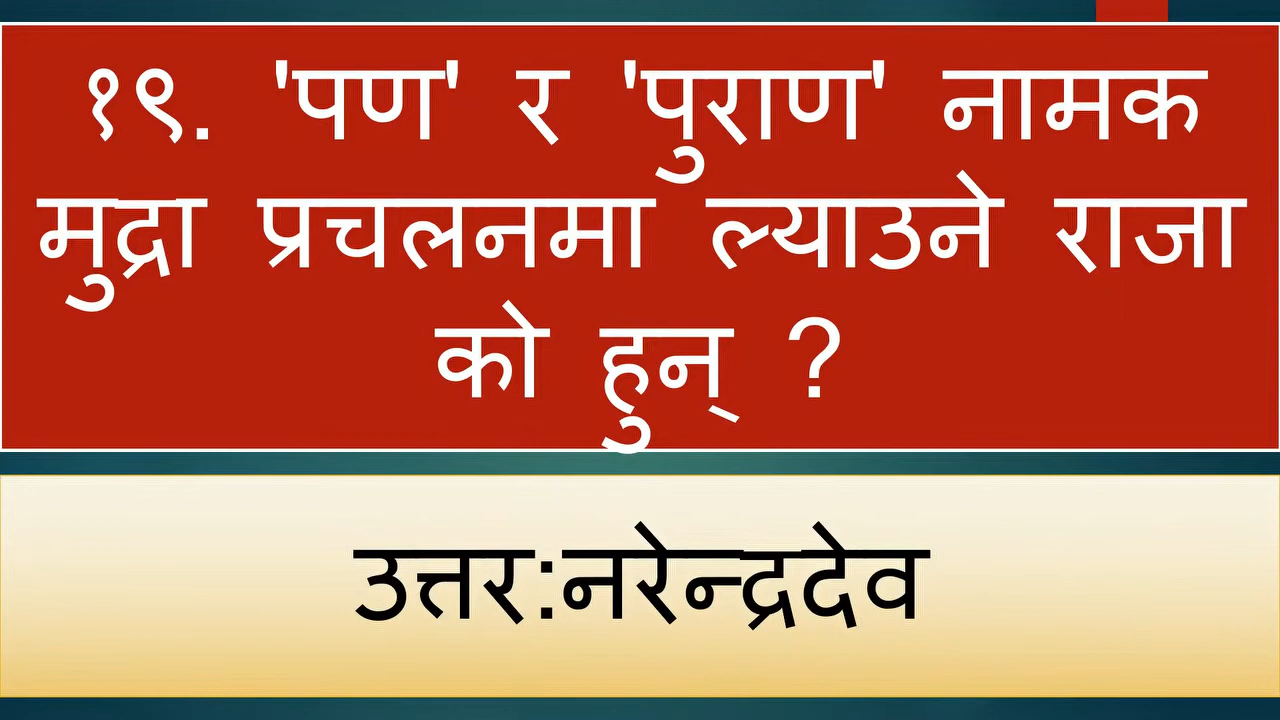 १९. 'पण' र 'पुराण' नामक
मुद्रा प्रचलनमा ल्याउने राजा
को हुन् ?
उत्तर:नरेन्द्रदेव